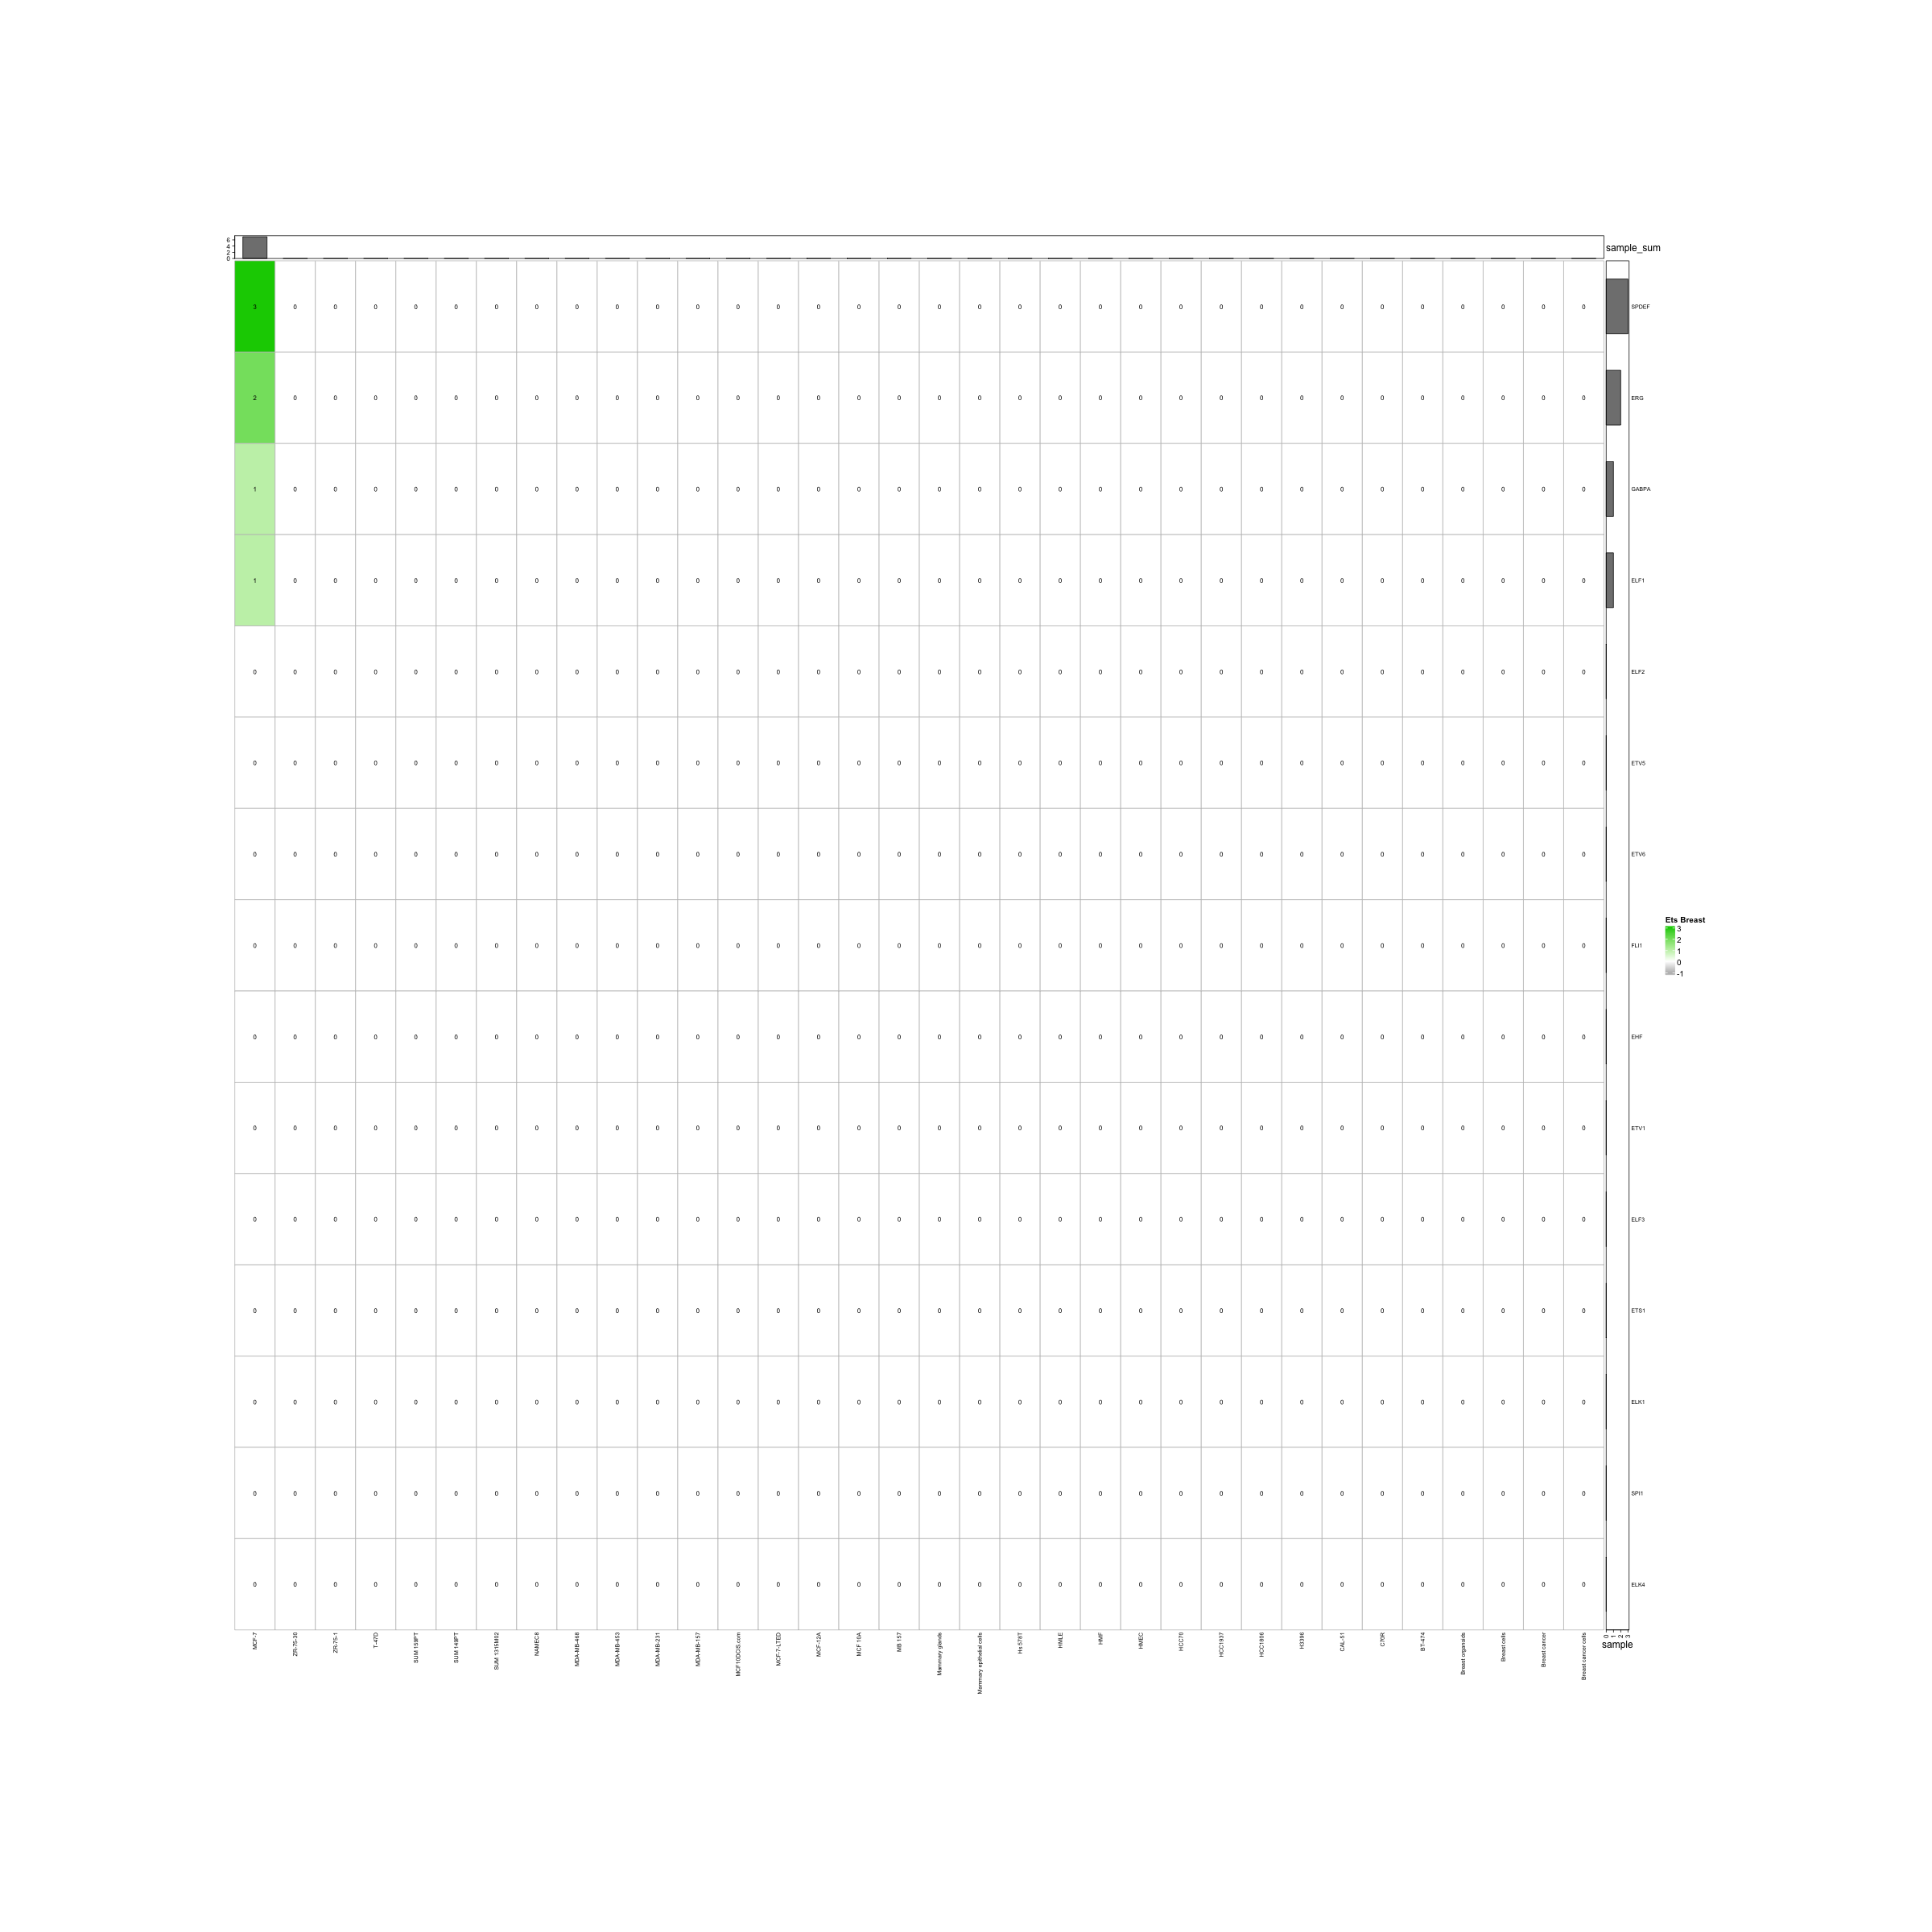 6
4
2
0
sample_sum
3 0 0 0 0 0 0 0 0 0 0 0 0 0 0 0 0 0 0 0 0 0 0 0 0 0 0 0 0 0 0 0 0 0 SPDEF
2 0 0 0 0 0 0 0 0 0 0 0 0 0 0 0 0 0 0 0 0 0 0 0 0 0 0 0 0 0 0 0 0 0 ERG
1 0 0 0 0 0 0 0 0 0 0 0 0 0 0 0 0 0 0 0 0 0 0 0 0 0 0 0 0 0 0 0 0 0 GABPA
1 0 0 0 0 0 0 0 0 0 0 0 0 0 0 0 0 0 0 0 0 0 0 0 0 0 0 0 0 0 0 0 0 0 ELF1
0 0 0 0 0 0 0 0 0 0 0 0 0 0 0 0 0 0 0 0 0 0 0 0 0 0 0 0 0 0 0 0 0 0 ELF2
0 0 0 0 0 0 0 0 0 0 0 0 0 0 0 0 0 0 0 0 0 0 0 0 0 0 0 0 0 0 0 0 0 0 ETV5
0 0 0 0 0 0 0 0 0 0 0 0 0 0 0 0 0 0 0 0 0 0 0 0 0 0 0 0 0 0 0 0 0 0 ETV6
0 0 0 0 0 0 0 0 0 0 0 0 0 0 0 0 0 0 0 0 0 0 0 0 0 0 0 0 0 0 0 0 0 0 FLI1
0 0 0 0 0 0 0 0 0 0 0 0 0 0 0 0 0 0 0 0 0 0 0 0 0 0 0 0 0 0 0 0 0 0 EHF
0 0 0 0 0 0 0 0 0 0 0 0 0 0 0 0 0 0 0 0 0 0 0 0 0 0 0 0 0 0 0 0 0 0 ETV1
0 0 0 0 0 0 0 0 0 0 0 0 0 0 0 0 0 0 0 0 0 0 0 0 0 0 0 0 0 0 0 0 0 0 ELF3
0 0 0 0 0 0 0 0 0 0 0 0 0 0 0 0 0 0 0 0 0 0 0 0 0 0 0 0 0 0 0 0 0 0 ETS1
0 0 0 0 0 0 0 0 0 0 0 0 0 0 0 0 0 0 0 0 0 0 0 0 0 0 0 0 0 0 0 0 0 0 ELK1
0 0 0 0 0 0 0 0 0 0 0 0 0 0 0 0 0 0 0 0 0 0 0 0 0 0 0 0 0 0 0 0 0 0 SPI1
0 0 0 0 0 0 0 0 0 0 0 0 0 0 0 0 0 0 0 0 0 0 0 0 0 0 0 0 0 0 0 0 0 0 ELK4
MCF-7
ZR-75-30
ZR-75-1
T-47D
SUM 159PT
SUM 149PT
SUM 1315M02
NAMEC8
MDA-MB-468
MDA-MB-453
MDA-MB-231
MDA-MB-157
MCF10DCIS.com
MCF-7-LTED
MCF-12A
MCF 10A
MB 157
Mammary glands
Mammary epithelial cells
Hs 578T
HMLE
HMF
HMEC
HCC70
HCC1937
HCC1806
H3396
CAL-51
C70R
BT-474
Breast organoids
Breast cells
Breast cancer
Breast cancer cells
0
1
2
3
sample
Ets Breast
3
2
1
0
-1